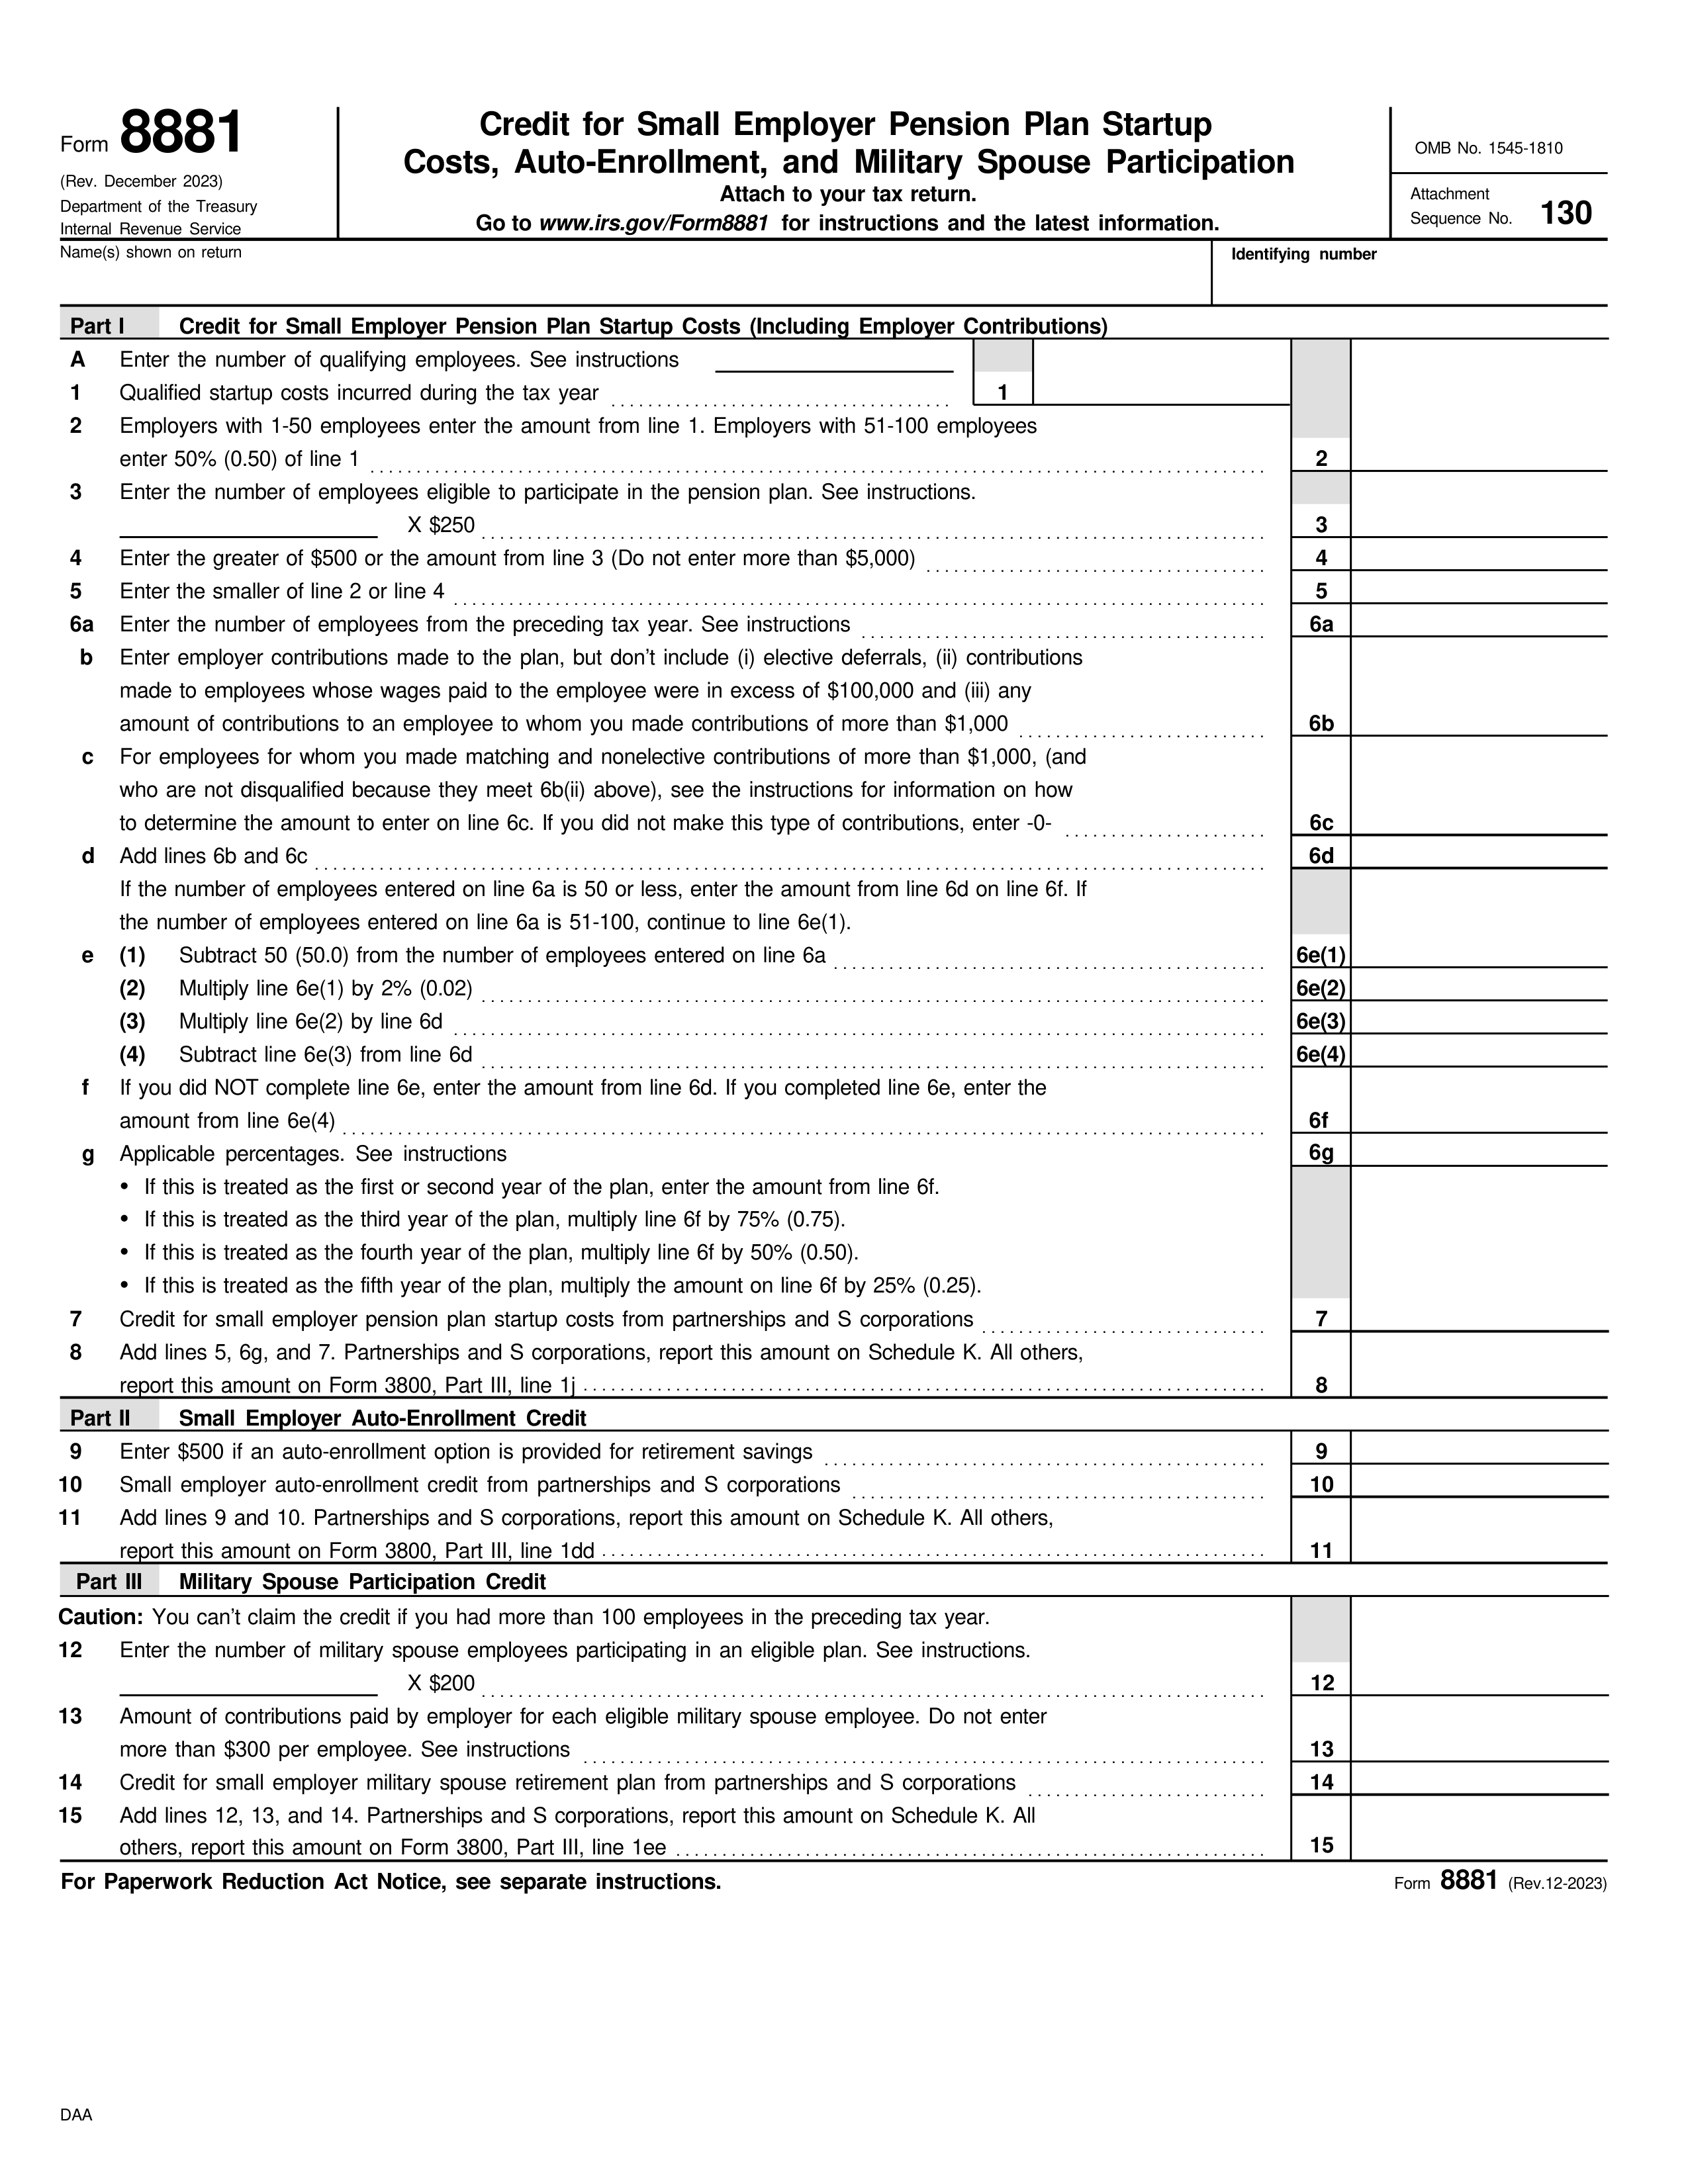 Form 8881
(Rev. December 2023)
Department of the Treasury
Internal Revenue Service
Credit for Small Employer Pension Plan Startup
Costs, Auto-Enrollment, and Military Spouse Participation
Attach to your tax return.
Go to www.irs.gov/Form8881 for instructions and the latest information.
OMB No. 1545-1810
Attachment
Sequence No. 130
Name(s) shown on return
Identifying number
Part I Credit for Small Employer Pension Plan Startup Costs (Including Employer Contributions)
A Enter the number of qualifying employees. See instructions
1 Qualified startup costs incurred during the tax year 1
2 Employers with 1-50 employees enter the amount from line 1. Employers with 51-100 employees
enter 50% (0.50) of line 1 2
3 Enter the number of employees eligible to participate in the pension plan. See instructions.
X $250 3
4 Enter the greater of $500 or the amount from line 3 (Do not enter more than $5,000) 4
5 Enter the smaller of line 2 or line 4 5
6a Enter the number of employees from the preceding tax year. See instructions 6a
b Enter employer contributions made to the plan, but don't include (i) elective deferrals, (ii) contributions
made to employees whose wages paid to the employee were in excess of $100,000 and (iii) any
amount of contributions to an employee to whom you made contributions of more than $1,000 6b
c For employees for whom you made matching and nonelective contributions of more than $1,000, (and
who are not disqualified because they meet 6b(ii) above), see the instructions for information on how
to determine the amount to enter on line 6c. If you did not make this type of contributions, enter -0- 6c
d Add lines 6b and 6c 6d
If the number of employees entered on line 6a is 50 or less, enter the amount from line 6d on line 6f. If
the number of employees entered on line 6a is 51-100, continue to line 6e(1).
e (1) Subtract 50 (50.0) from the number of employees entered on line 6a 6e(1)
(2) Multiply line 6e(1) by 2% (0.02) 6e(2)
(3) Multiply line 6e(2) by line 6d 6e(3)
(4) Subtract line 6e(3) from line 6d 6e(4)
f If you did NOT complete line 6e, enter the amount from line 6d. If you completed line 6e, enter the
amount from line 6e(4) 6f
g Applicable percentages. See instructions 6g
• If this is treated as the first or second year of the plan, enter the amount from line 6f.
• If this is treated as the third year of the plan, multiply line 6f by 75% (0.75).
• If this is treated as the fourth year of the plan, multiply line 6f by 50% (0.50).
• If this is treated as the fifth year of the plan, multiply the amount on line 6f by 25% (0.25).
7 Credit for small employer pension plan startup costs from partnerships and S corporations 7
8 Add lines 5, 6g, and 7. Partnerships and S corporations, report this amount on Schedule K. All others,
report this amount on Form 3800, Part III, line 1j 8
Part II Small Employer Auto-Enrollment Credit
9 Enter $500 if an auto-enrollment option is provided for retirement savings 9
10 Small employer auto-enrollment credit from partnerships and S corporations 10
11 Add lines 9 and 10. Partnerships and S corporations, report this amount on Schedule K. All others,
report this amount on Form 3800, Part III, line 1dd 11
Part III Military Spouse Participation Credit
Caution: You can't claim the credit if you had more than 100 employees in the preceding tax year.
12 Enter the number of military spouse employees participating in an eligible plan. See instructions.
X $200 12
13 Amount of contributions paid by employer for each eligible military spouse employee. Do not enter
more than $300 per employee. See instructions 13
14 Credit for small employer military spouse retirement plan from partnerships and S corporations 14
15 Add lines 12, 13, and 14. Partnerships and S corporations, report this amount on Schedule K. All
others, report this amount on Form 3800, Part III, line 1ee 15
For Paperwork Reduction Act Notice, see separate instructions. Form 8881 (Rev.12-2023)
DAA